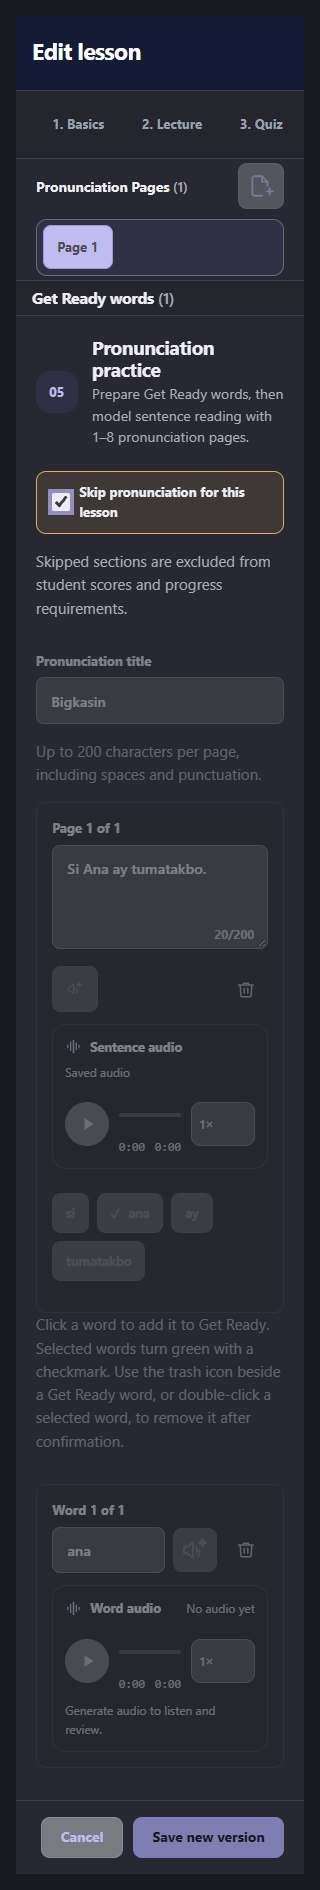 Edit lesson
1. Basics 2. Lecture 3. Quiz
Pronunciation Pages (1)
Page 1
Get Ready words (1)
05
Pronunciation
practice
Prepare Get Ready words, then
model sentence reading with
1–8 pronunciation pages.
Skip pronunciation for this
lesson
Skipped sections are excluded from
student scores and progress
requirements.
Pronunciation title
Bigkasin
Up to 200 characters per page,
including spaces and punctuation.
Page 1 of 1
Si Ana ay tumatakbo.
20/200
Sentence audio
Saved audio
1×
0:00 0:00
si ✓ ana ay
tumatakbo
Click a word to add it to Get Ready.
Selected words turn green with a
checkmark. Use the trash icon beside
a Get Ready word, or double-click a
selected word, to remove it after
confirmation.
Word 1 of 1
ana
Word audio No audio yet
1×
0:00 0:00
Generate audio to listen and
review.
Cancel Save new version